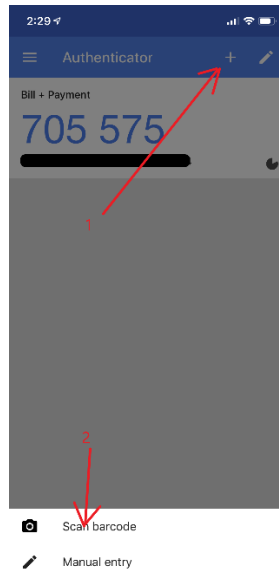 2:29
Authenticator
Bill + Payment
705 575
1
2
Scan barcode
Manual entry